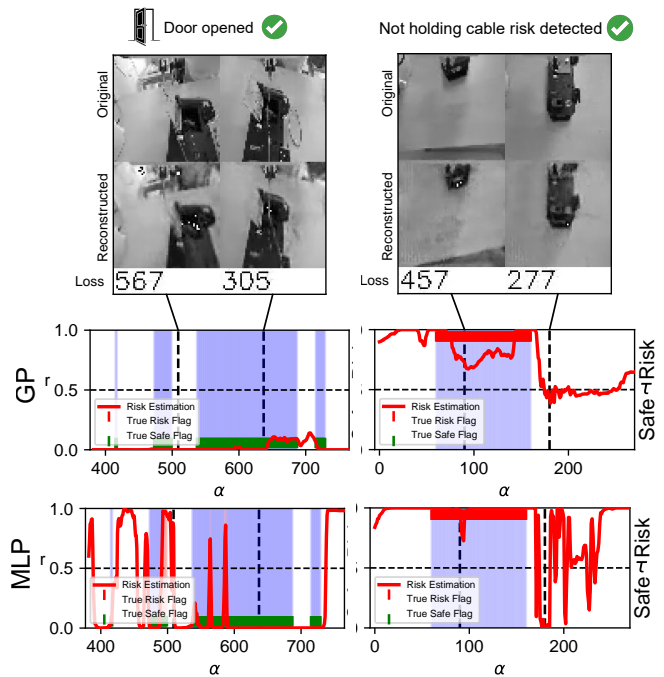 Door opened
Not holding cable risk detected
Original
Reconstructed
Loss 567 305
Original
Reconstructed
Loss 457 277
GP
r
1.0
0.5
0.0
Risk Estimation
True Risk Flag
True Safe Flag
400 500 600 700
α
Risk Estimation
True Risk Flag
True Safe Flag
0 100 200
α
Safe ┐ Risk
MLP
r
1.0
0.5
0.0
Risk Estimation
True Risk Flag
True Safe Flag
400 500 600 700
α
Risk Estimation
True Risk Flag
True Safe Flag
0 100 200
α
Safe ┐ Risk